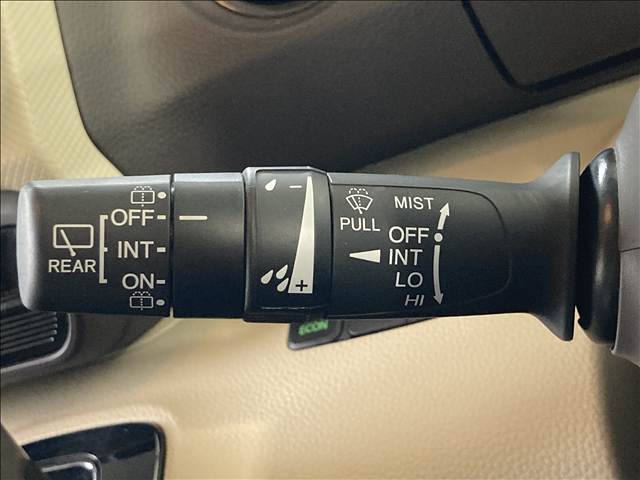 OFF
INT
ON
REAR
−
+
PULL
MIST
OFF
INT
LO
HI
ECON